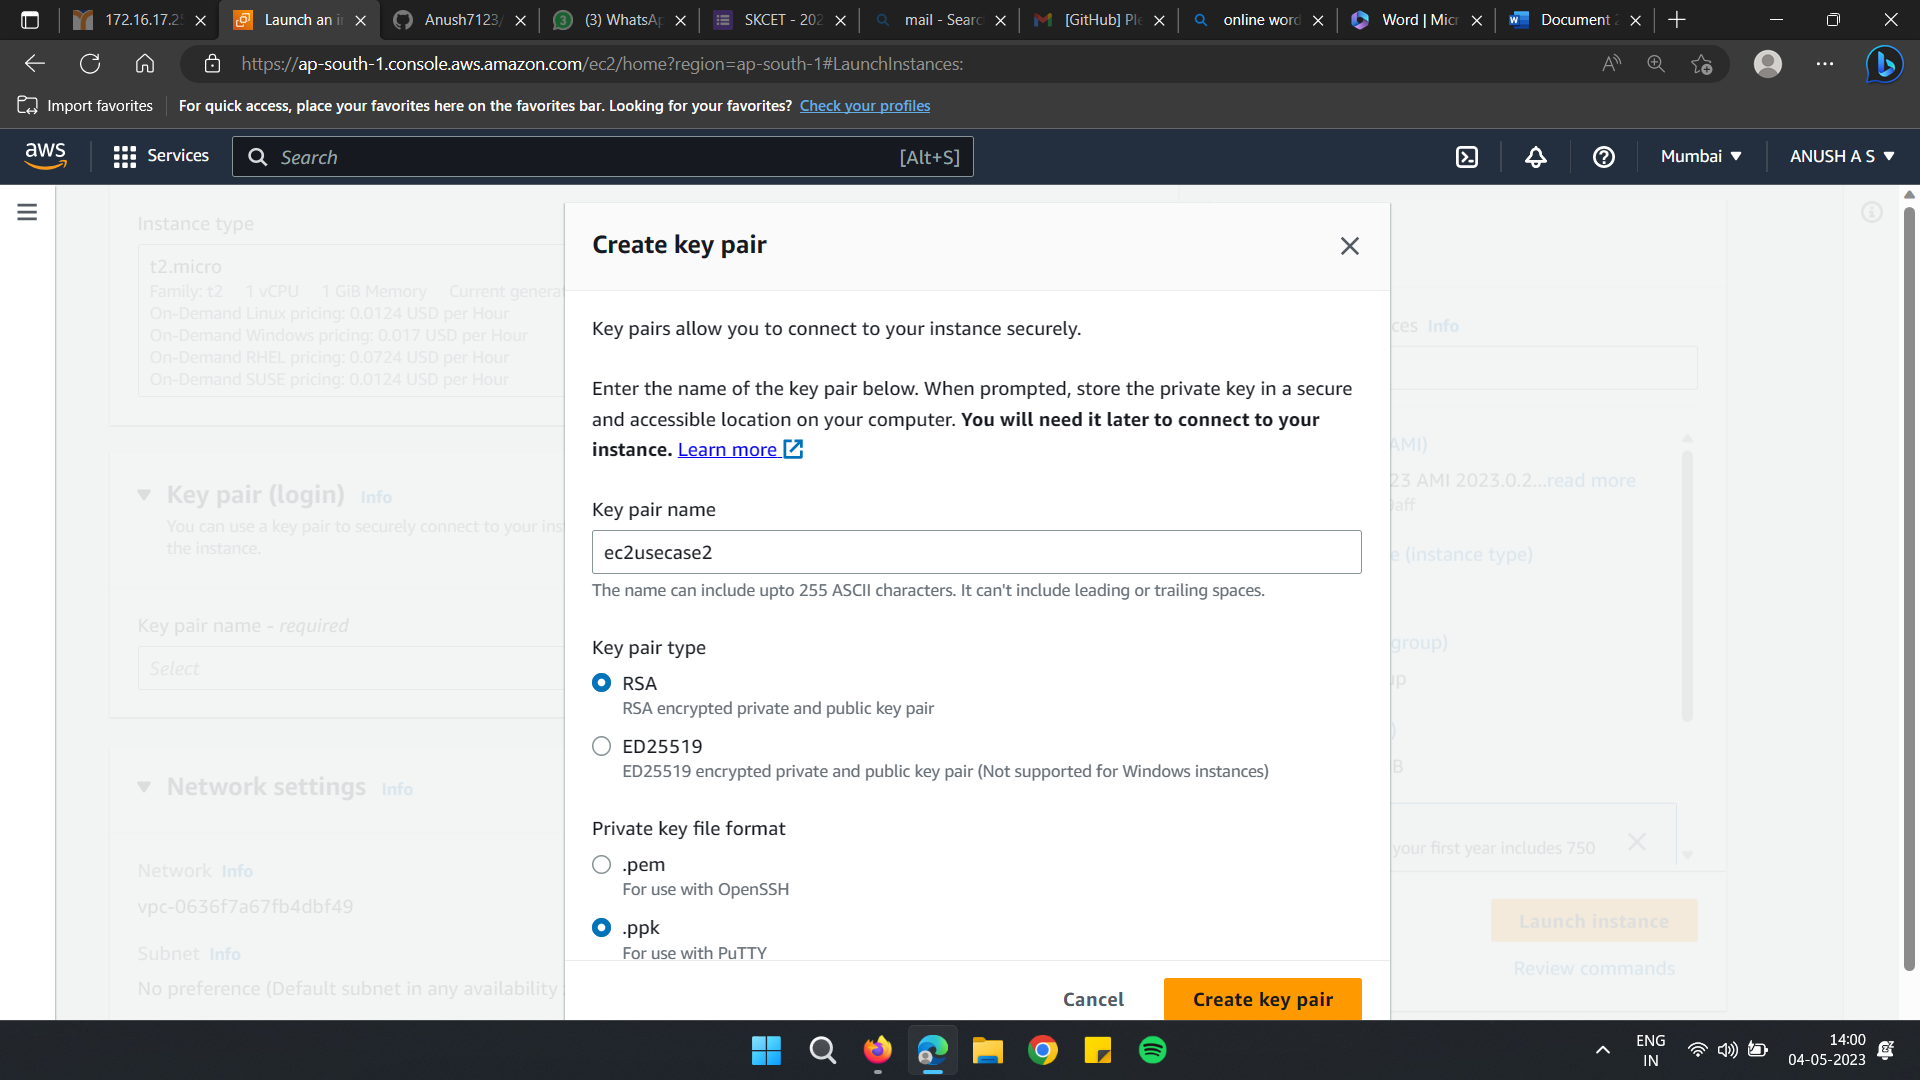 172.16.17.2
Launch an i
Anush7123/
(3) WhatsAp
SKCET - 202
mail - Searc
[GitHub] Ple
online word
Word | Micr
Document 2
https://ap-south-1.console.aws.amazon.com/ec2/home?region=ap-south-1#LaunchInstances:
Import favorites
For quick access, place your favorites here on the favorites bar. Looking for your favorites? Check your profiles
aws
Services
Search
[Alt+S]
Mumbai
ANUSH A S
Instance type
t2.micro
Family: t2 1 vCPU 1 GiB Memory Current generat
On-Demand Linux pricing: 0.0124 USD per Hour
On-Demand Windows pricing: 0.017 USD per Hour
On-Demand RHEL pricing: 0.0724 USD per Hour
On-Demand SUSE pricing: 0.0124 USD per Hour
Key pair (login) Info
You can use a key pair to securely connect to your ins
the instance.
Key pair name - required
Select
Network settings Info
Network Info
vpc-0636f7a67fb4dbf49
Subnet Info
No preference (Default subnet in any availability
Create key pair
Key pairs allow you to connect to your instance securely.
Enter the name of the key pair below. When prompted, store the private key in a secure
and accessible location on your computer. You will need it later to connect to your
instance. Learn more
Key pair name
ec2usecase2
The name can include upto 255 ASCII characters. It can't include leading or trailing spaces.
Key pair type
RSA
RSA encrypted private and public key pair
ED25519
ED25519 encrypted private and public key pair (Not supported for Windows instances)
Private key file format
.pem
For use with OpenSSH
.ppk
For use with PuTTY
Cancel
Create key pair
ces Info
AMI)
23 AMI 2023.0.2...read more
aff
e (instance type)
group)
up
)
B
your first year includes 750
Launch instance
Review commands
ENG
IN
14:00
04-05-2023